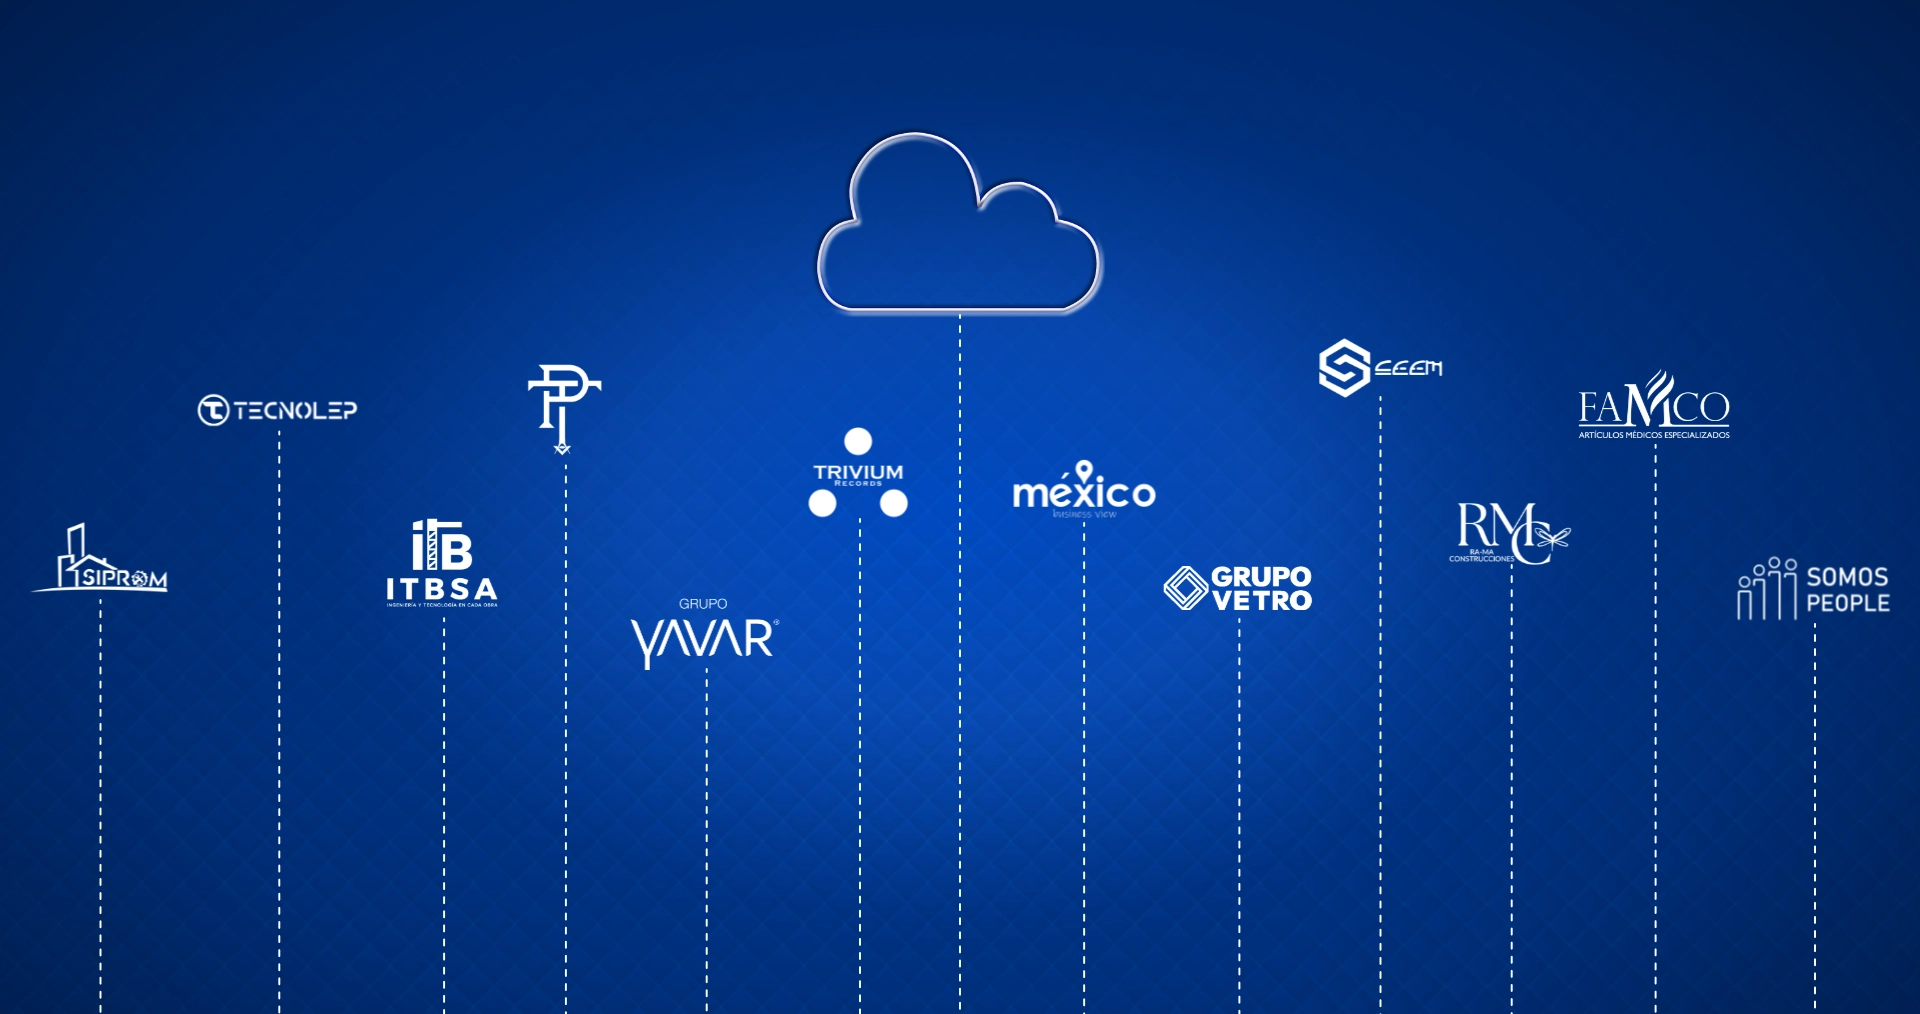 SIPROM
TECNOLEP
ITB
ITBSA
INGENIERÍA Y TECNOLOGÍA EN CADA OBRA
PT
GRUPO
YAVAR®
TRIVIUM
RECORDS
méxico
business view
GRUPO
VETRO
SEEM
RMC
RA-MA
CONSTRUCCIONES
FAMCO
ARTÍCULOS MÉDICOS ESPECIALIZADOS
SOMOS
PEOPLE